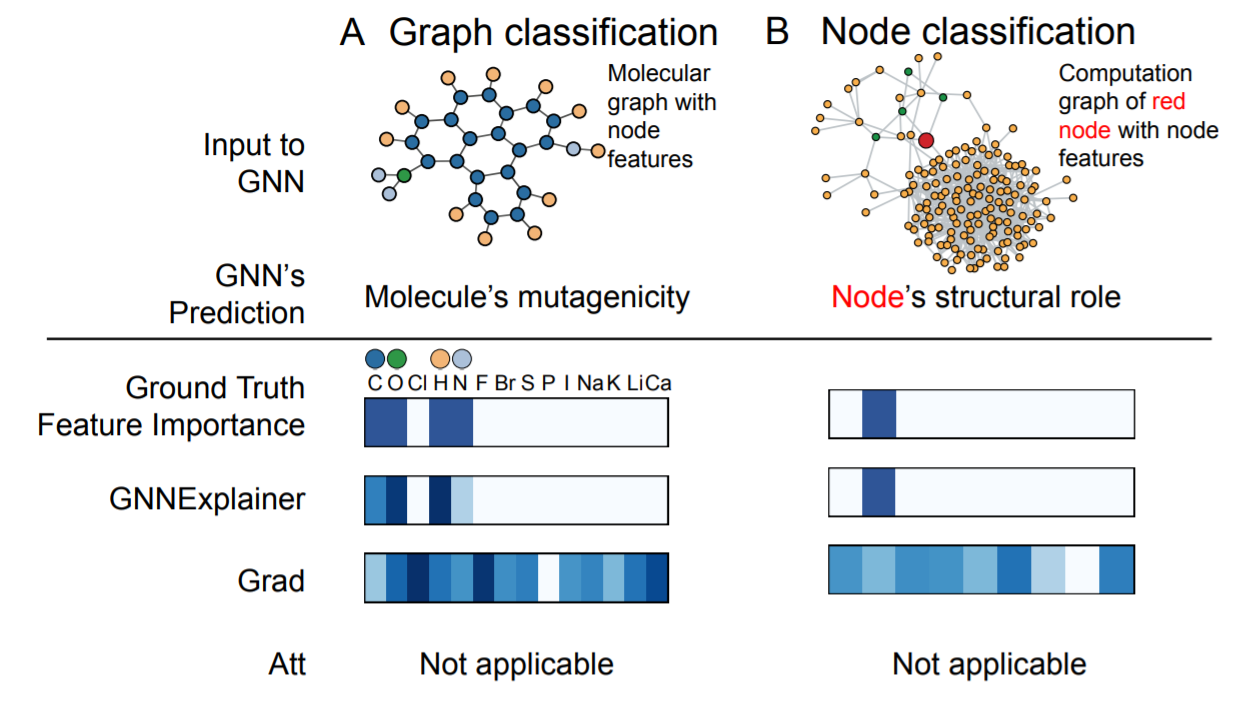 A Graph classification
B Node classification
Molecular
graph with
node
features
Computation
graph of red
node with node
features
Input to
GNN
GNN's
Prediction
Molecule's mutagenicity
Node's structural role
C O Cl H N F Br S P I Na K Li Ca
Ground Truth
Feature Importance
GNNExplainer
Grad
Att
Not applicable
Not applicable